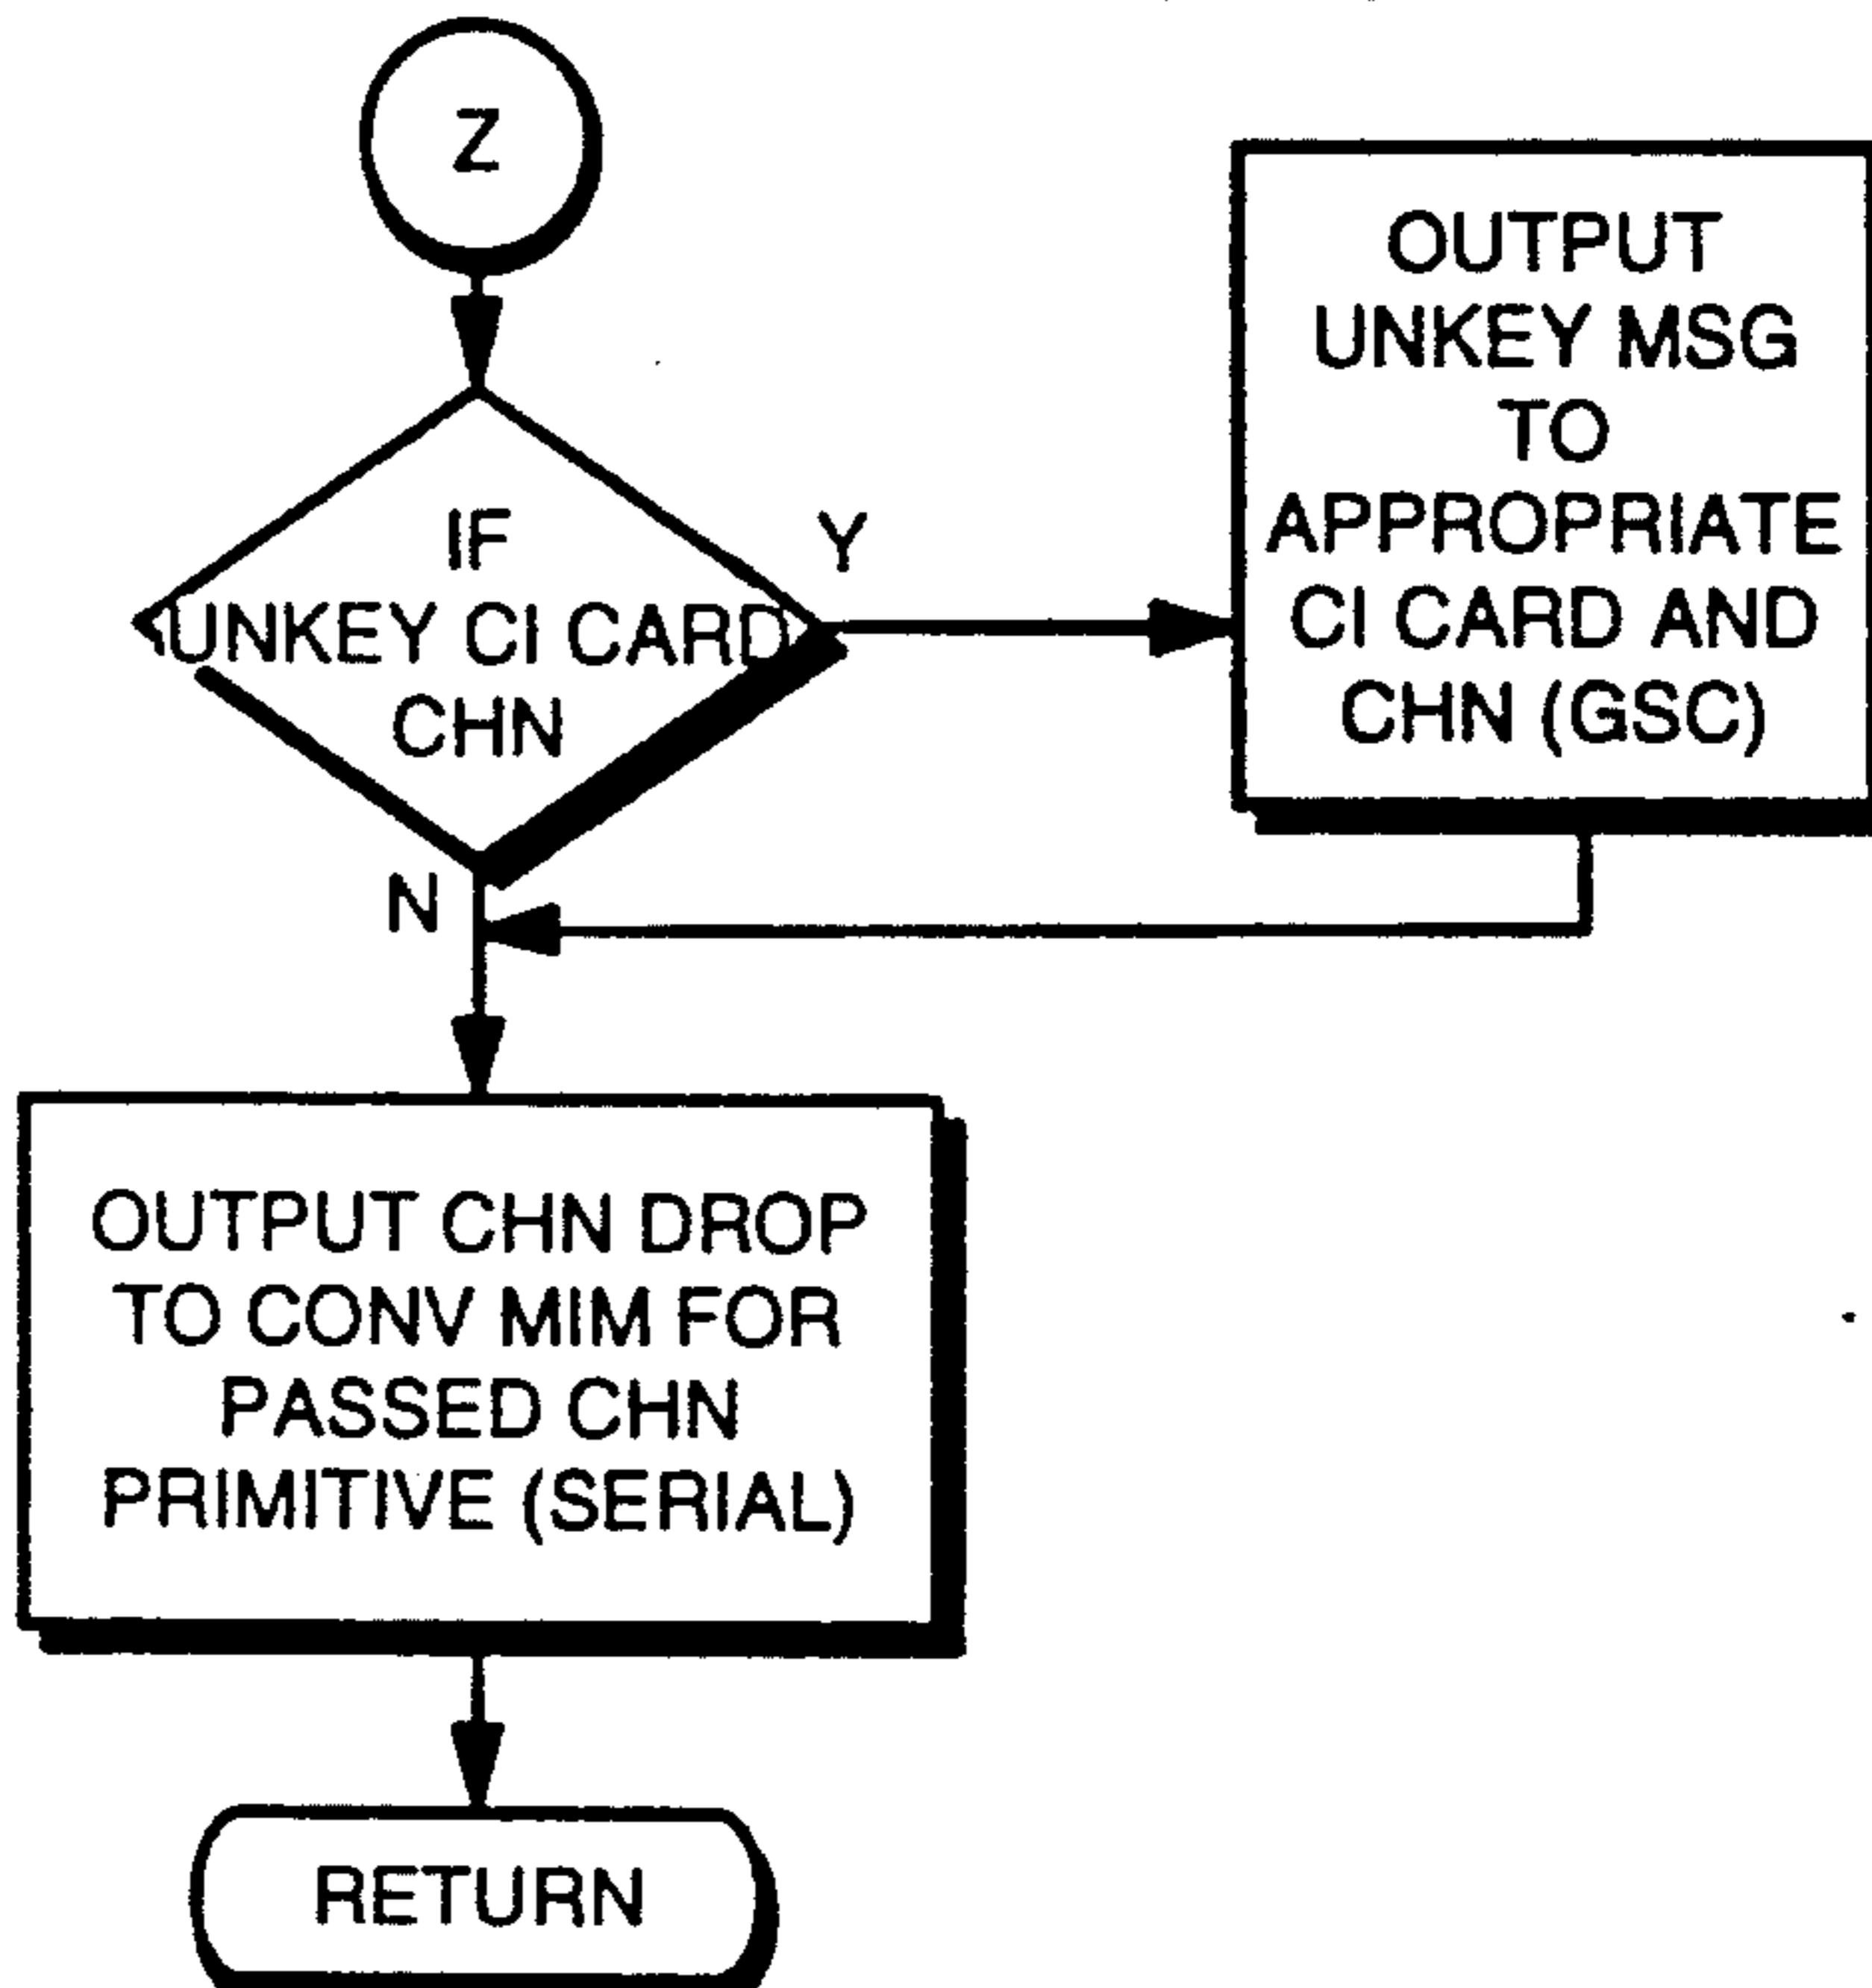 Z
IF
UNKEY CI CARD
CHN
Y
OUTPUT
UNKEY MSG
TO
APPROPRIATE
CI CARD AND
CHN (GSC)
N
OUTPUT CHN DROP
TO CONV MIM FOR
PASSED CHN
PRIMITIVE (SERIAL)
RETURN